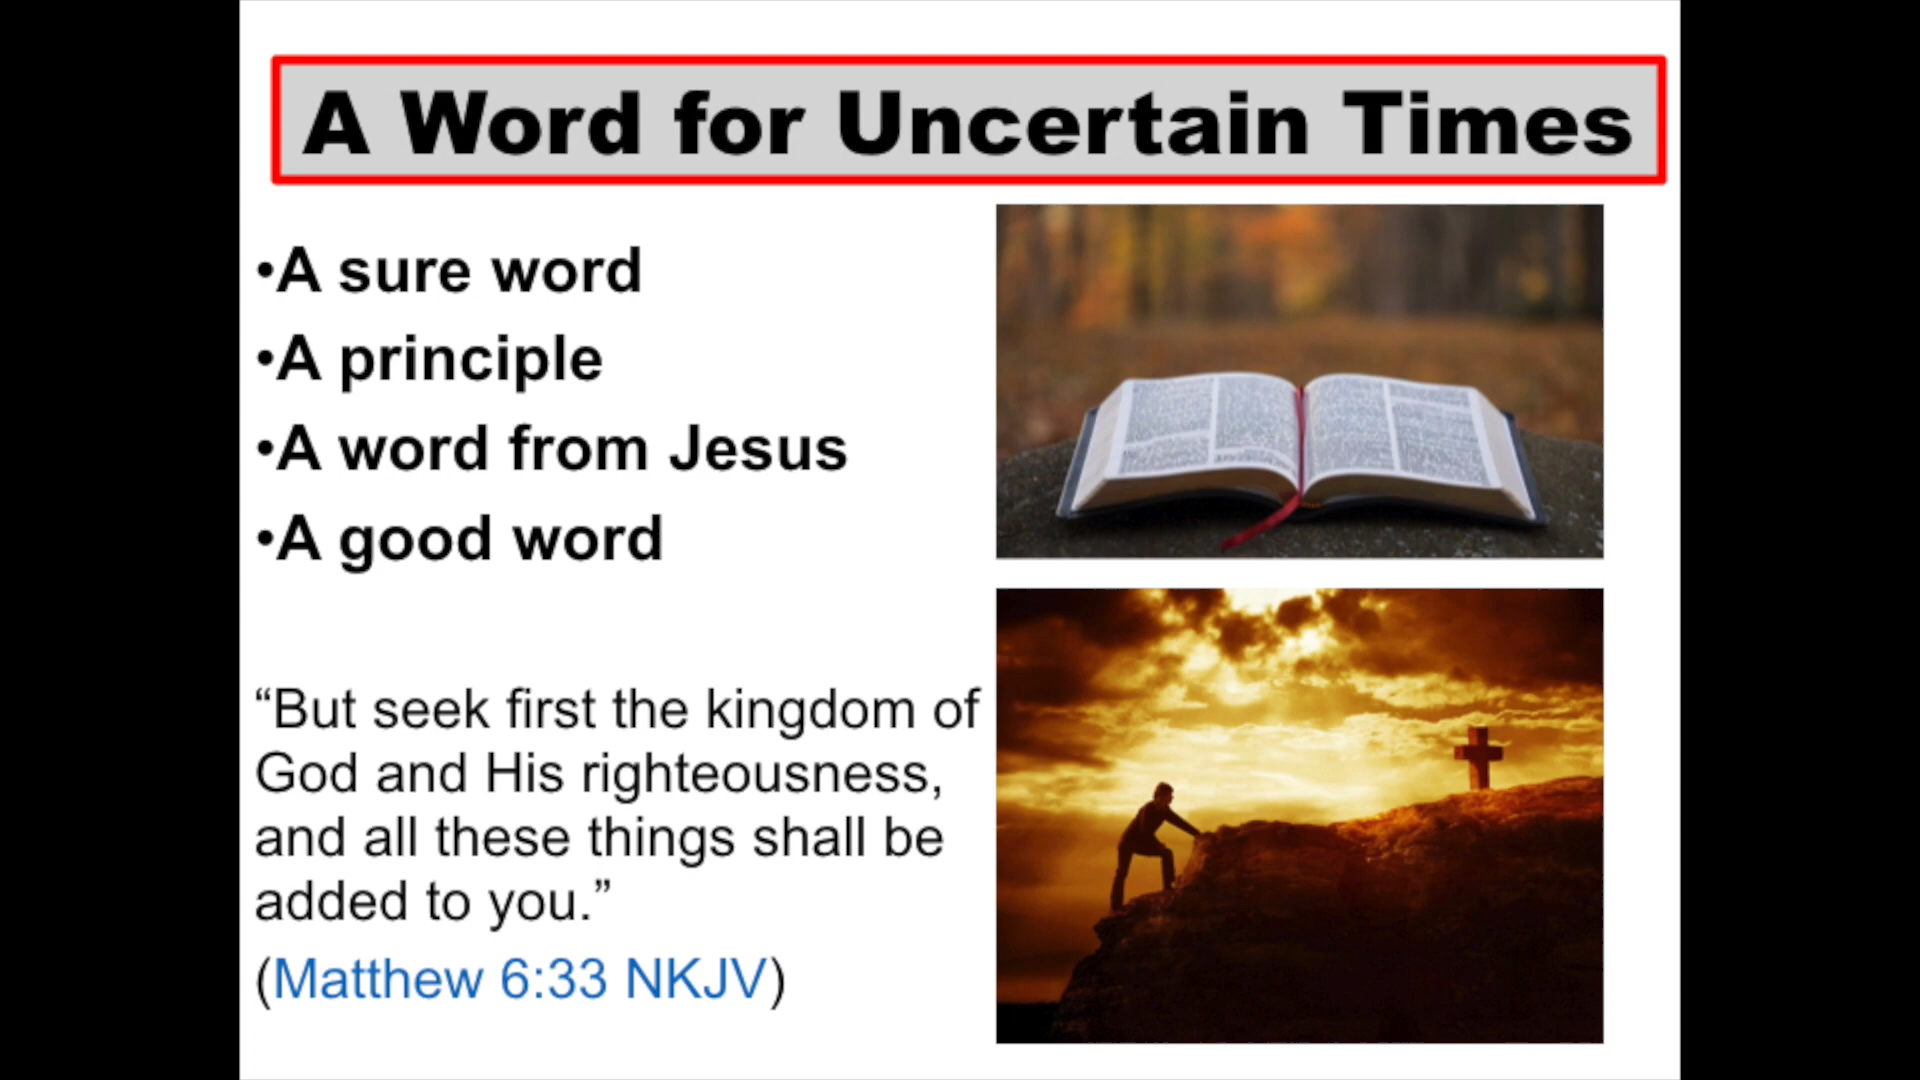 A Word for Uncertain Times
•A sure word
•A principle
•A word from Jesus
•A good word
“But seek first the kingdom of
God and His righteousness,
and all these things shall be
added to you.”
(Matthew 6:33 NKJV)